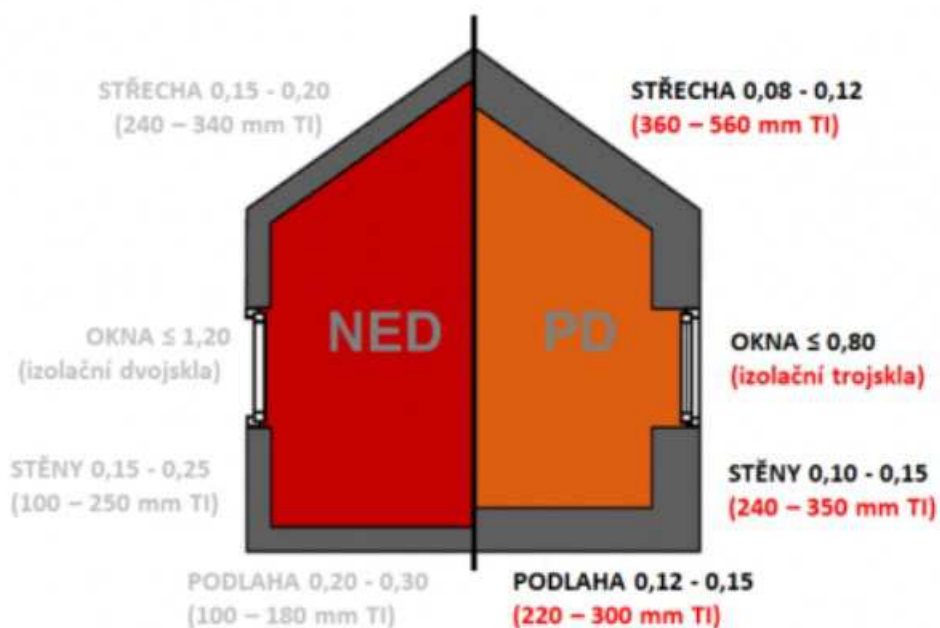 STŘECHA 0,15 - 0,20
(240 – 340 mm TI)
STŘECHA 0,08 - 0,12
(360 – 560 mm TI)
NED
PD
OKNA ≤ 1,20
(izolační dvojskla)
OKNA ≤ 0,80
(izolační trojskla)
STĚNY 0,15 - 0,25
(100 – 250 mm TI)
STĚNY 0,10 - 0,15
(240 – 350 mm TI)
PODLAHA 0,20 - 0,30
(100 – 180 mm TI)
PODLAHA 0,12 - 0,15
(220 – 300 mm TI)